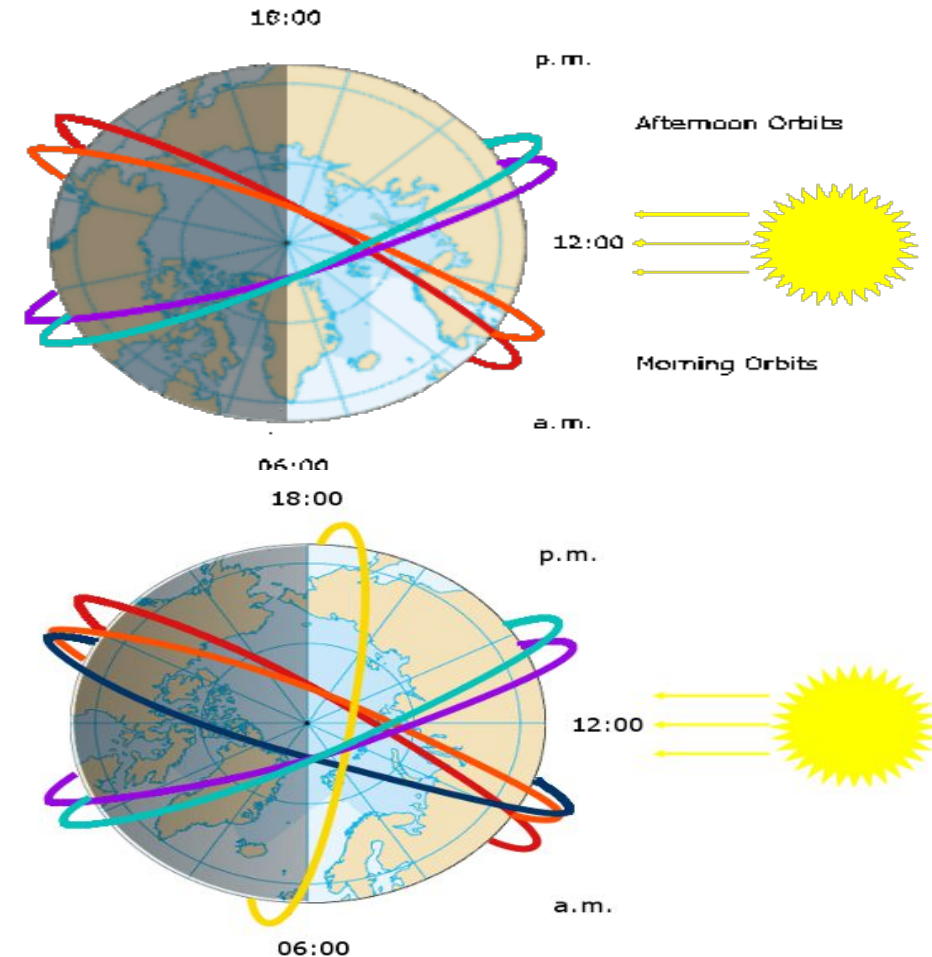 18:00
p.m.
Afternoon Orbits
12:00
Morning Orbits
a.m.
06:00
18:00
p.m.
12:00
a.m.
06:00